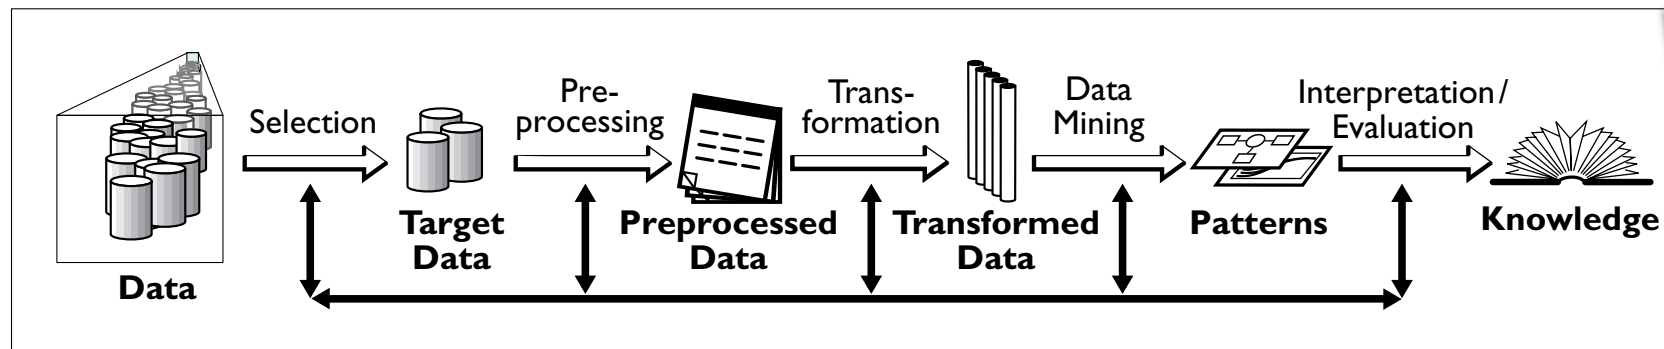 Selection
Pre-
processing
Trans-
formation
Data
Mining
Interpretation/
Evaluation
Data
Target
Data
Preprocessed
Data
Transformed
Data
Patterns
Knowledge